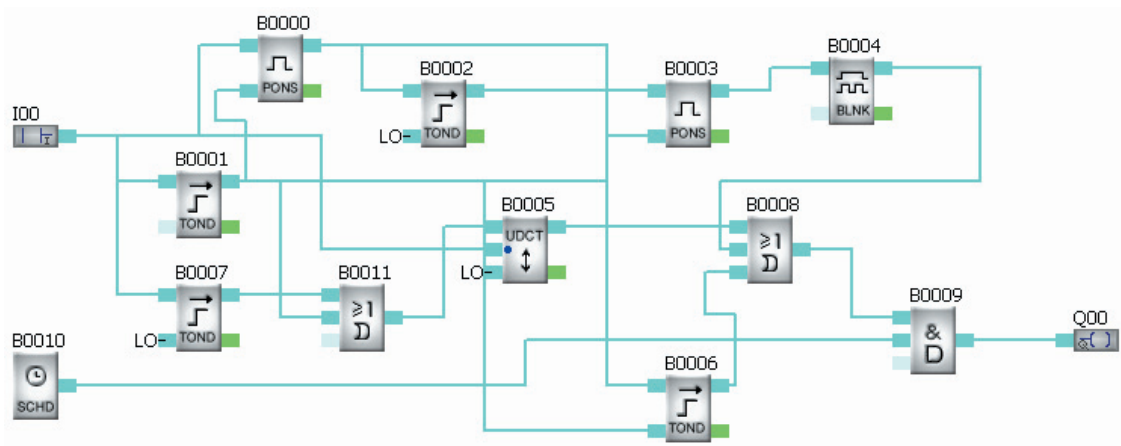 B0000
PONS
B0002
TOND
LO-
B0003
PONS
B0004
BLNK
I00
I
B0001
TOND
B0005
UDCT
LO-
B0008
≥1
B0007
TOND
LO-
B0011
≥1
B0009
&
Q00
Q
B0010
SCHD
B0006
TOND